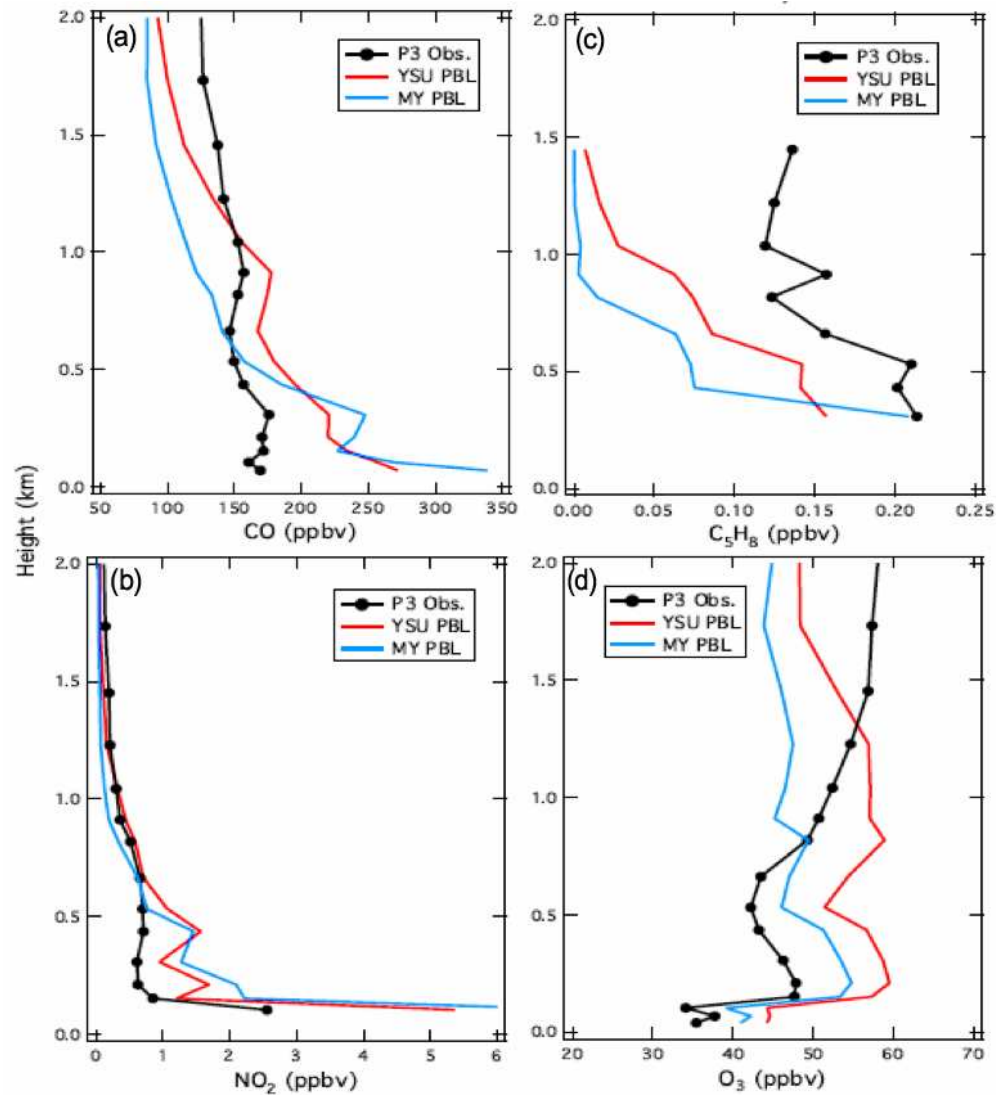 (a)
P3 Obs.
YSU PBL
MY PBL
2.0
1.5
1.0
0.5
0.0
50 100 150 200 250 300 350
CO (ppbv)
(c)
P3 Obs.
YSU PBL
MY PBL
2.0
1.5
1.0
0.5
0.0
0.00 0.05 0.10 0.15 0.20 0.25
C₅H₈ (ppbv)
Height (km)
(b)
P3 Obs.
YSU PBL
MY PBL
2.0
1.5
1.0
0.5
0.0
0 1 2 3 4 5 6
NO₂ (ppbv)
(d)
P3 Obs.
YSU PBL
MY PBL
2.0
1.5
1.0
0.5
0.0
20 30 40 50 60 70
O₃ (ppbv)